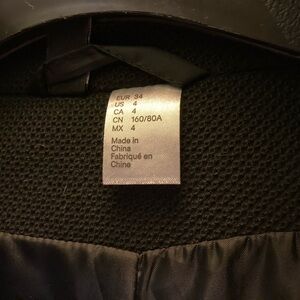 EUR 34
US 4
CA 4
CN 160/80A
MX 4
Made in
China
Fabriqué en
Chine